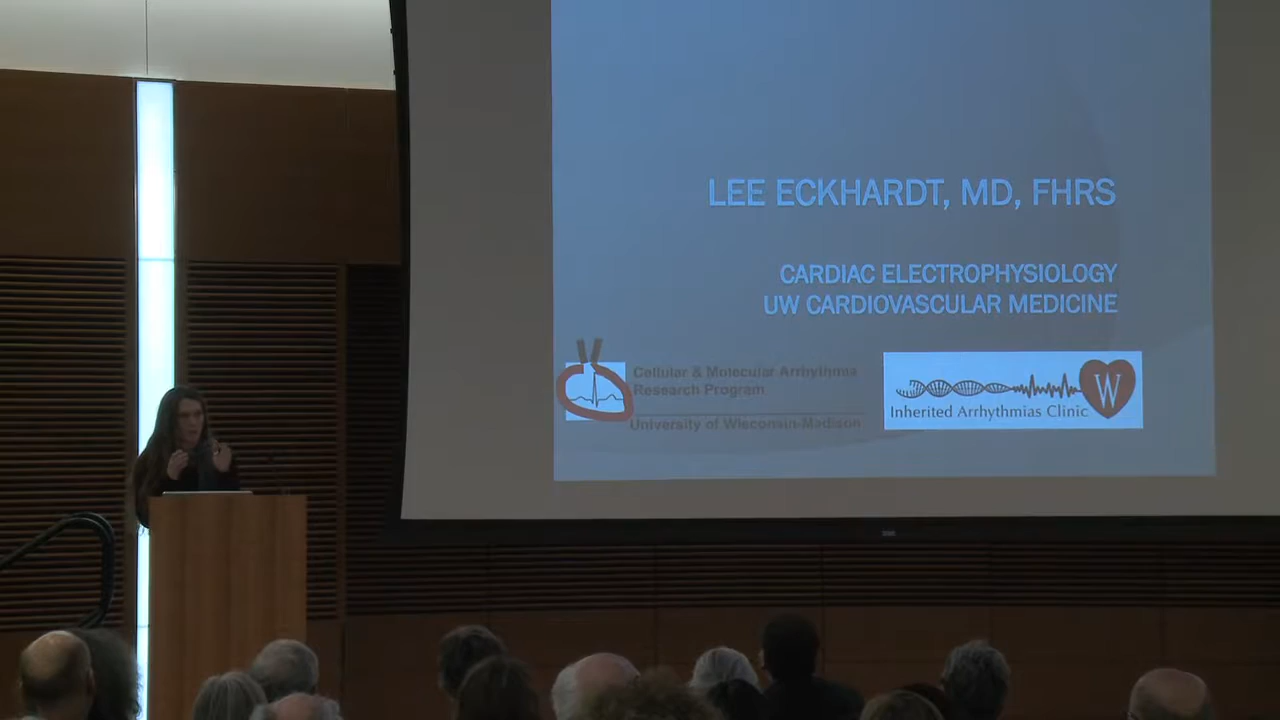 LEE ECKHARDT, MD, FHRS
CARDIAC ELECTROPHYSIOLOGY
UW CARDIOVASCULAR MEDICINE
Cellular & Molecular Arrhythmia
Research Program
University of Wisconsin-Madison
W
Inherited Arrhythmias Clinic